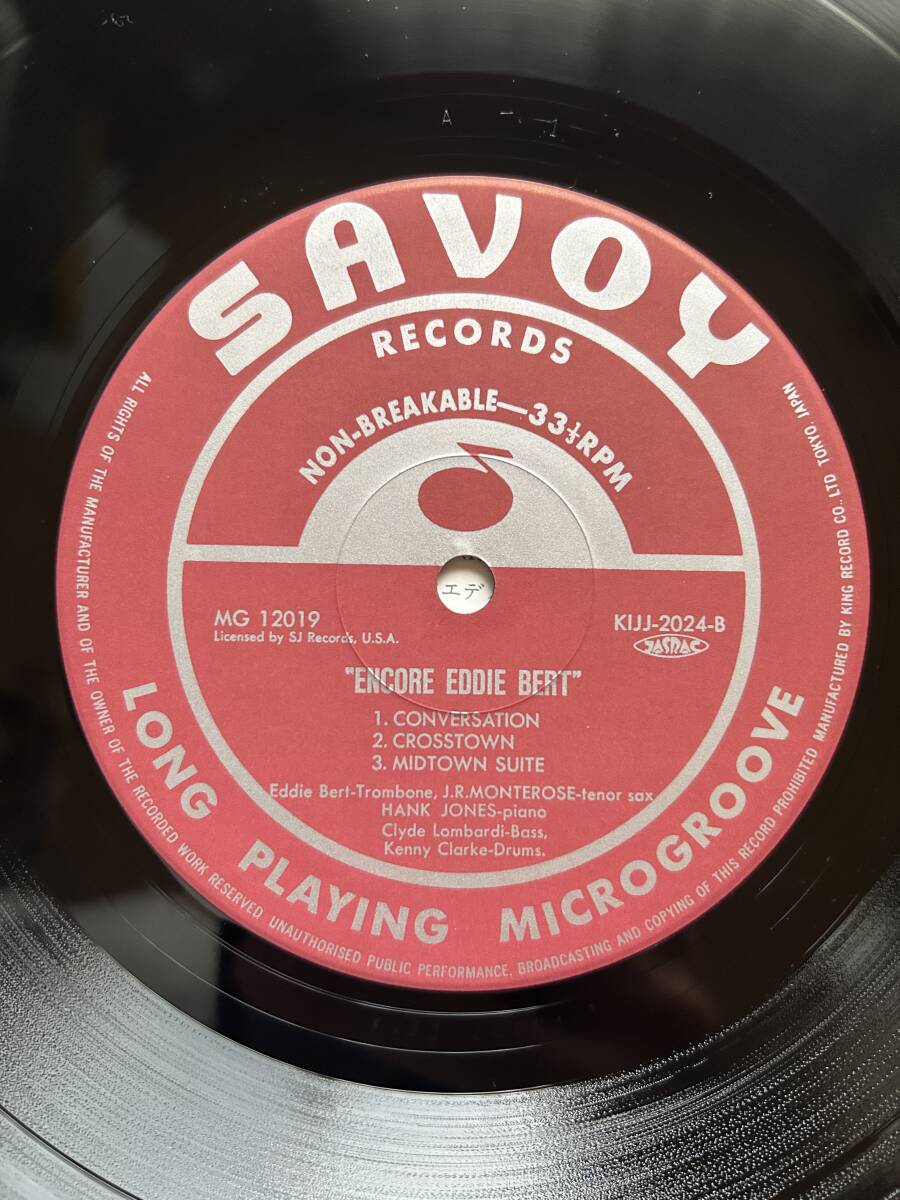 SAVOY
RECORDS
NON-BREAKABLE—33⅓RPM
エデ
MG 12019
Licensed by SJ Records, U.S.A.
KIJJ-2024-B
JASRAC
"ENCORE EDDIE BERT"
1. CONVERSATION
2. CROSSTOWN
3. MIDTOWN SUITE
Eddie Bert-Trombone, J.R.MONTEROSE-tenor sax
HANK JONES-piano
Clyde Lombardi-Bass,
Kenny Clarke-Drums.
LONG PLAYING MICROGROOVE
ALL RIGHTS OF THE MANUFACTURER AND OF THE OWNER OF THE RECORDED WORK RESERVED. UNAUTHORISED PUBLIC PERFORMANCE, BROADCASTING AND COPYING OF THIS RECORD PROHIBITED MANUFACTURED BY KING RECORD CO., LTD TOKYO, JAPAN